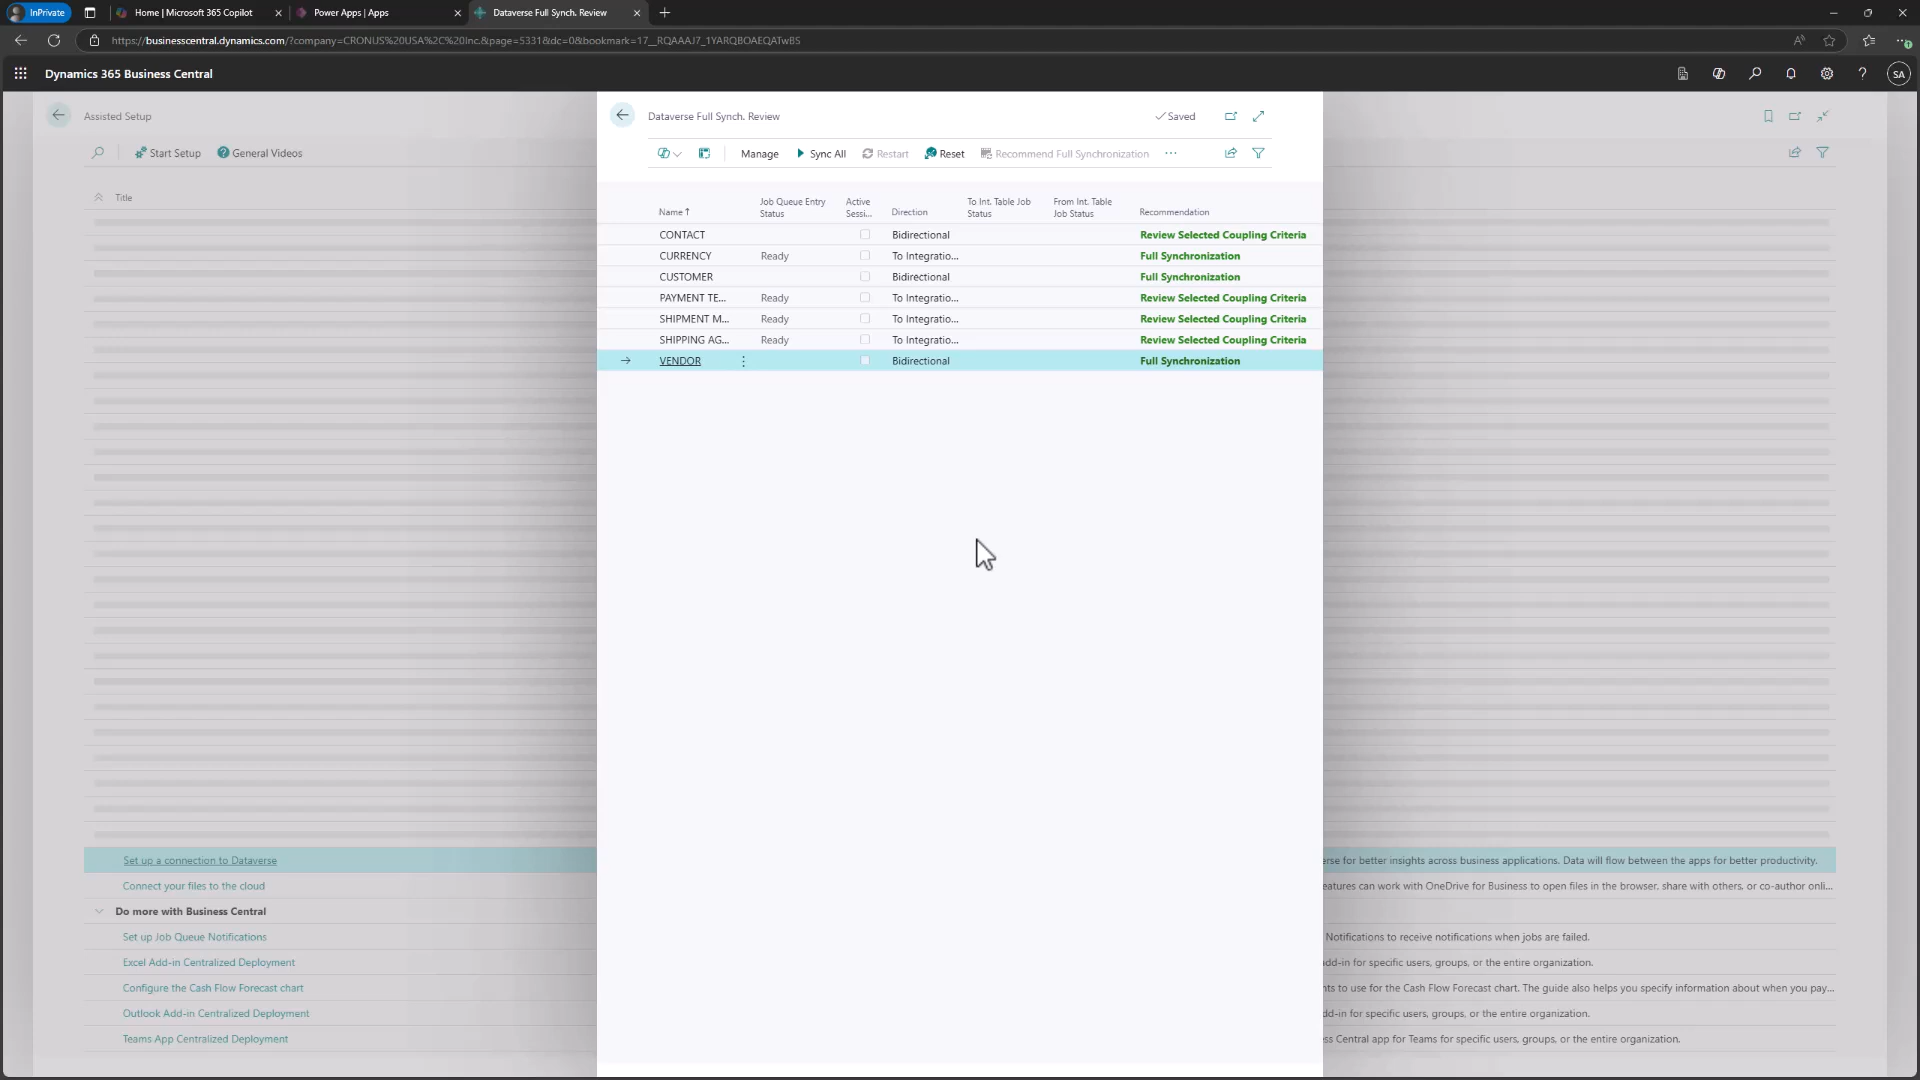 InPrivate
Home | Microsoft 365 Copilot
Power Apps | Apps
Dataverse Full Synch. Review
https://businesscentral.dynamics.com/?company=CRONUS%20USA%2C%20Inc.&page=5331&dc=0&bookmark=17__RQAAAJ7_1YARQBOAEQATwBS
Dynamics 365 Business Central
SA
Assisted Setup
Start Setup
General Videos
Title
Dataverse Full Synch. Review
Saved
Manage
Sync All
Restart
Reset
Recommend Full Synchronization
Name ↑
Job Queue Entry Status
Active Sessi...
Direction
To Int. Table Job Status
From Int. Table Job Status
Recommendation
CONTACT Bidirectional Review Selected Coupling Criteria
CURRENCY Ready To Integratio... Full Synchronization
CUSTOMER Bidirectional Full Synchronization
PAYMENT TE... Ready To Integratio... Review Selected Coupling Criteria
SHIPMENT M... Ready To Integratio... Review Selected Coupling Criteria
SHIPPING AG... Ready To Integratio... Review Selected Coupling Criteria
VENDOR Bidirectional Full Synchronization
Set up a connection to Dataverse
erse for better insights across business applications. Data will flow between the apps for better productivity.
Connect your files to the cloud
eatures can work with OneDrive for Business to open files in the browser, share with others, or co-author onli...
Do more with Business Central
Set up Job Queue Notifications
Notifications to receive notifications when jobs are failed.
Excel Add-in Centralized Deployment
add-in for specific users, groups, or the entire organization.
Configure the Cash Flow Forecast chart
nts to use for the Cash Flow Forecast chart. The guide also helps you specify information about when you pay...
Outlook Add-in Centralized Deployment
dd-in for specific users, groups, or the entire organization.
Teams App Centralized Deployment
ss Central app for Teams for specific users, groups, or the entire organization.